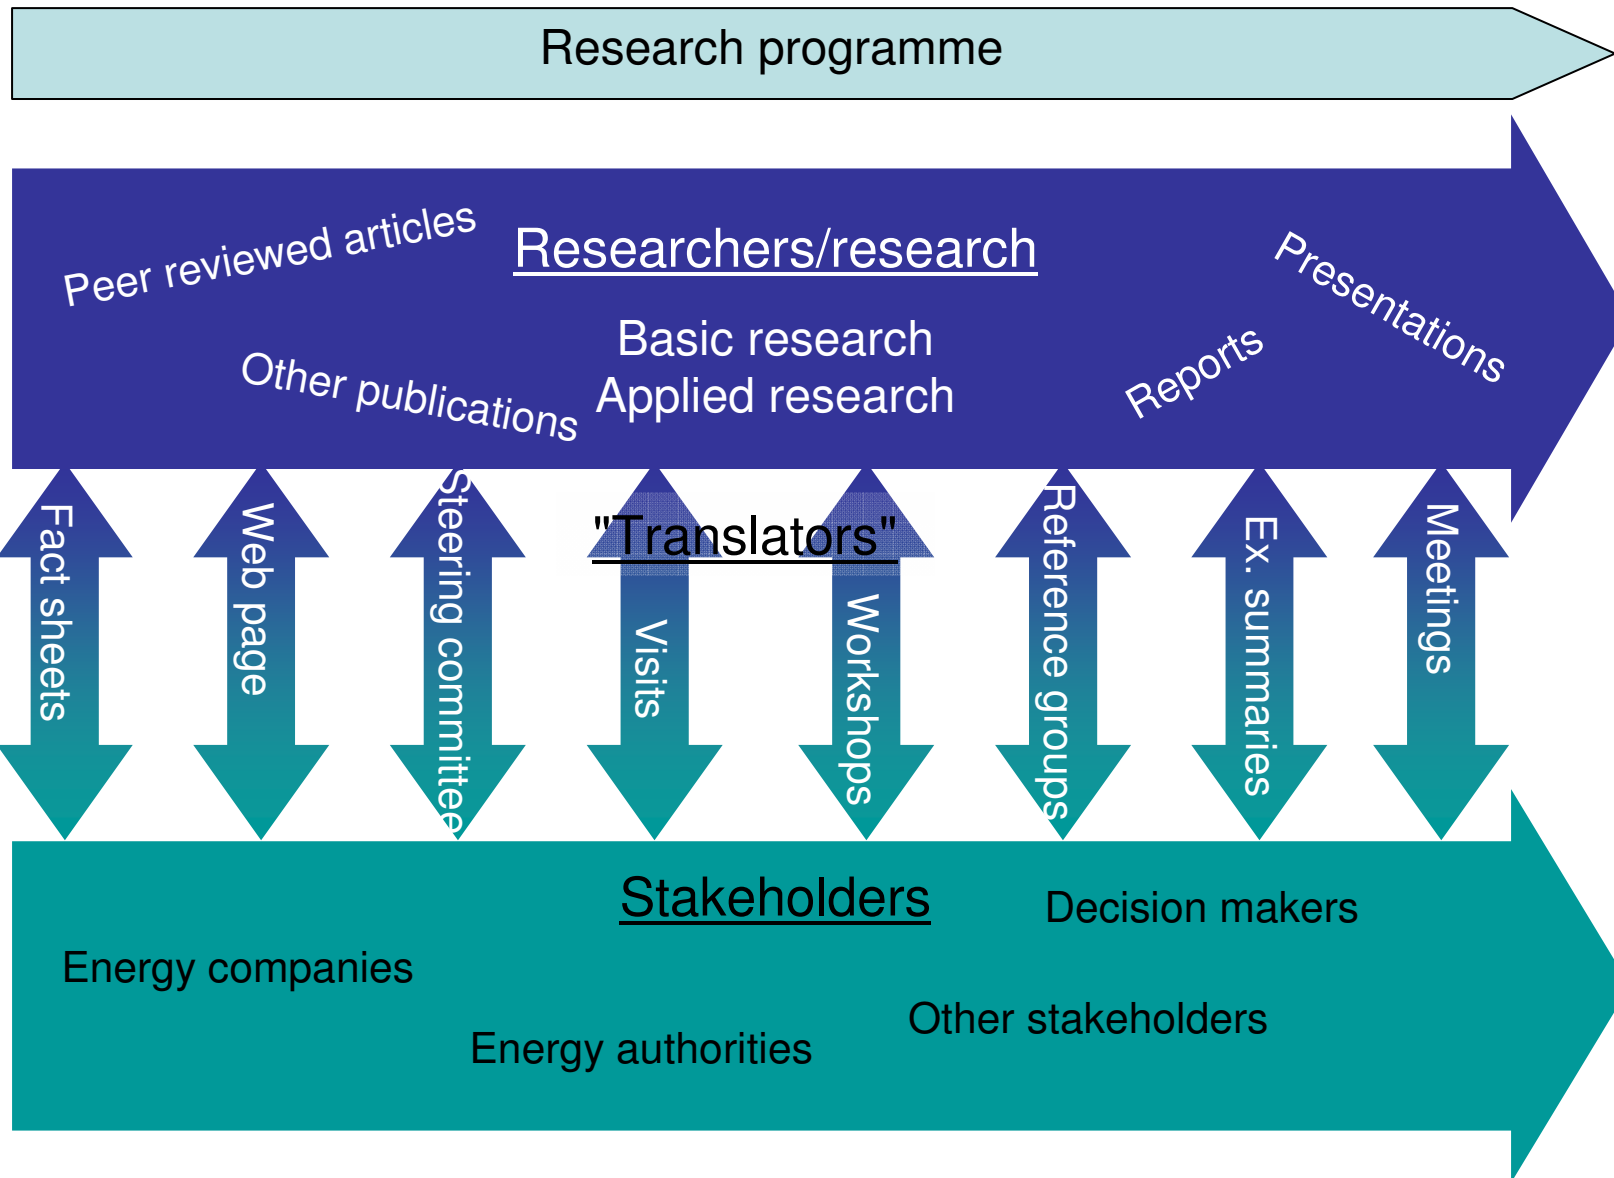 Research programme
Peer reviewed articles
Researchers/research
Presentations
Basic research
Other publications
Applied research
Reports
Fact sheets
Web page
Steering committee
"Translators"
Visits
Workshops
Reference groups
Ex. summaries
Meetings
Stakeholders
Decision makers
Energy companies
Other stakeholders
Energy authorities